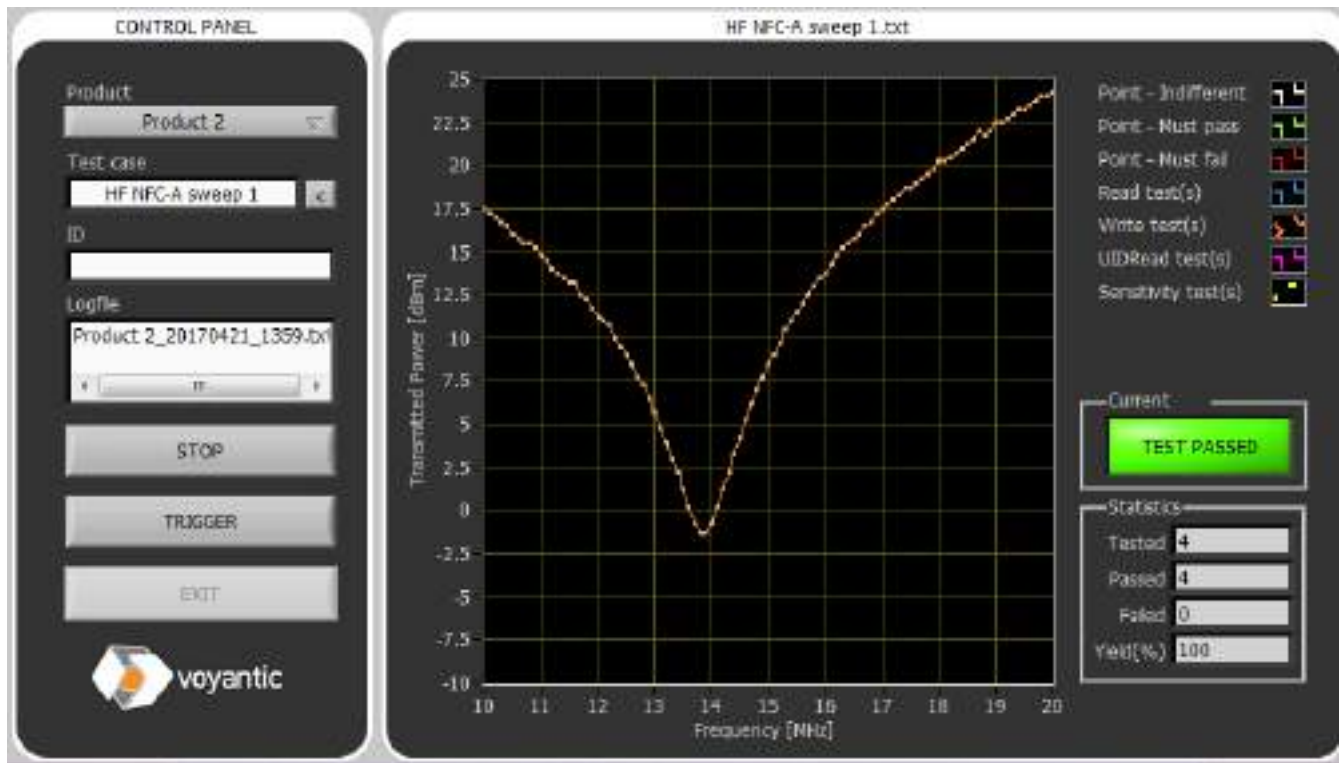 CONTROL PANEL
Product
Product 2
Test case
HF NFC-A sweep 1
<
ID
Logfile
Product 2_20170421_1359.txt
STOP
TRIGGER
EXIT
voyantic
HF NFC-A sweep 1.txt
Transmitted Power [dBm]
25
22.5
20
17.5
15
12.5
10
7.5
5
2.5
0
-2.5
-5
-7.5
-10
10 11 12 13 14 15 16 17 18 19 20
Frequency [MHz]
Point - Indifferent
Point - Must pass
Point - Must fail
Read test(s)
Write test(s)
UIDRead test(s)
Sensitivity test(s)
Current
TEST PASSED
Statistics
Tested 4
Passed 4
Failed 0
Yield(%) 100